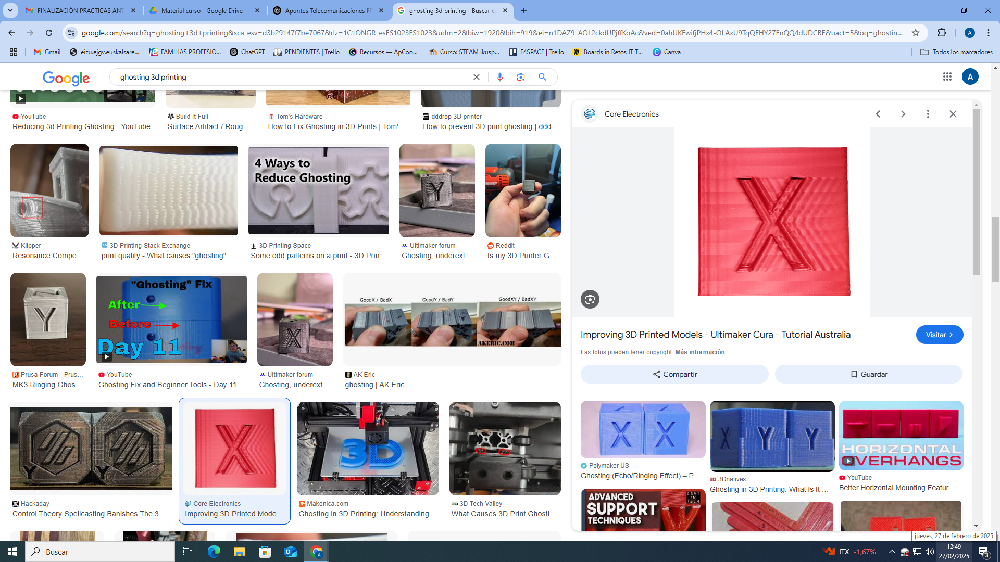 FINALIZACIÓN PRACTICAS ANT
Material curso - Google Drive
Apuntes Telecomunicaciones FP
ghosting 3d printing - Buscar co
google.com/search?q=ghosting+3d+printing&sca_esv=d3b29147f7be7067&rlz=1C1ONGR_esES1023ES1023&udm=2&biw=1920&bih=919&ei=n1DAZ9_AOL2ckdUPjffKoAc&ved=0ahUKEwifjPHx4-OLAxU9TqQEHY27EnQQ4dUDCBE&uact=5&oq=ghostin...
Gmail
eizu.ejgv.euskalsare...
FAMILIAS PROFESIO...
ChatGPT
PENDIENTES | Trello
Recursos — ApCoo...
Curso: STEAM ikusp...
E4SPACE | Trello
Boards in Retos IT T...
Canva
Todos los marcadores
Google
ghosting 3d printing
A
YouTube
Reducing 3d Printing Ghosting - YouTube
Build It Full
Surface Artifact / Roug...
Tom's Hardware
How to Fix Ghosting in 3D Prints | Tom'...
dddrop 3D printer
How to prevent 3D print ghosting | ddd...
4 Ways to
Reduce Ghosting
Y
Klipper
Resonance Compe...
3D Printing Stack Exchange
print quality - What causes "ghosting"...
3D Printing Space
Some odd patterns on a print - 3D Prin...
Ultimaker forum
Ghosting, underext...
Reddit
Is my 3D Printer G...
Y
"Ghosting" Fix
After
Before
Day 11
X
GoodX / BadX
GoodY / BadY
GoodXY / BadXY
AKERIC.COM
Prusa Forum - Prus...
MK3 Ringing Ghos...
YouTube
Ghosting Fix and Beginner Tools - Day 11...
Ultimaker forum
Ghosting, underext...
AK Eric
ghosting | AK Eric
Y
Y
X
3D
Hackaday
Control Theory Spellcasting Banishes The 3...
Core Electronics
Improving 3D Printed Mode...
Makenica.com
Ghosting in 3D Printing: Understanding...
3D Tech Valley
What Causes 3D Print Ghosti...
Core Electronics
X
Improving 3D Printed Models - Ultimaker Cura - Tutorial Australia
Visitar
Las fotos pueden tener copyright. Más información
Compartir
Guardar
X X
X Y Y
HORIZONTAL
OVERHANGS
Polymaker US
Ghosting (Echo/Ringing Effect) – P...
3Dnatives
Ghosting in 3D Printing: What Is It ...
YouTube
Better Horizontal Mounting Featur...
ADVANCED
SUPPORT
TECHNIQUES
LOST
IN
TECH
jueves, 27 de febrero de 2025
Buscar
ITX -1,67%
12:49
27/02/2025
3